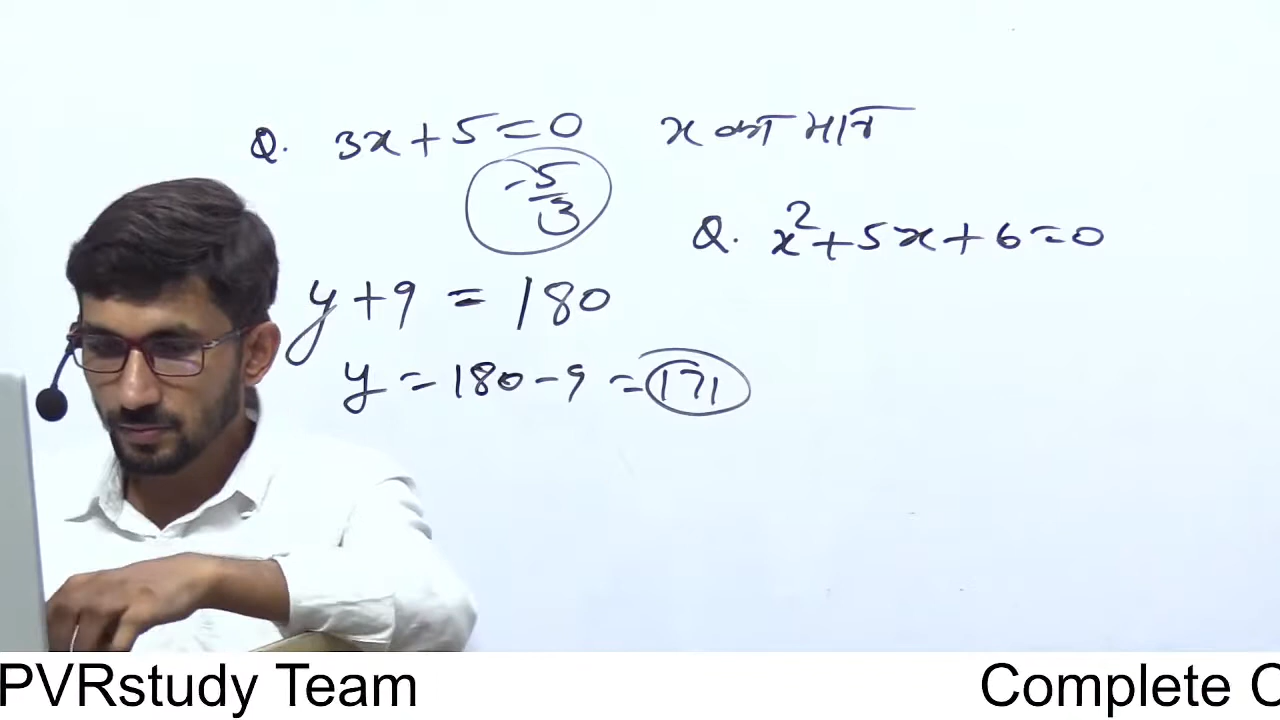 Q. 3x + 5 = 0 x का मान
-5/3
Q. x² + 5x + 6 = 0
y + 9 = 180
y = 180 - 9 = 171
PVRstudy Team Complete C